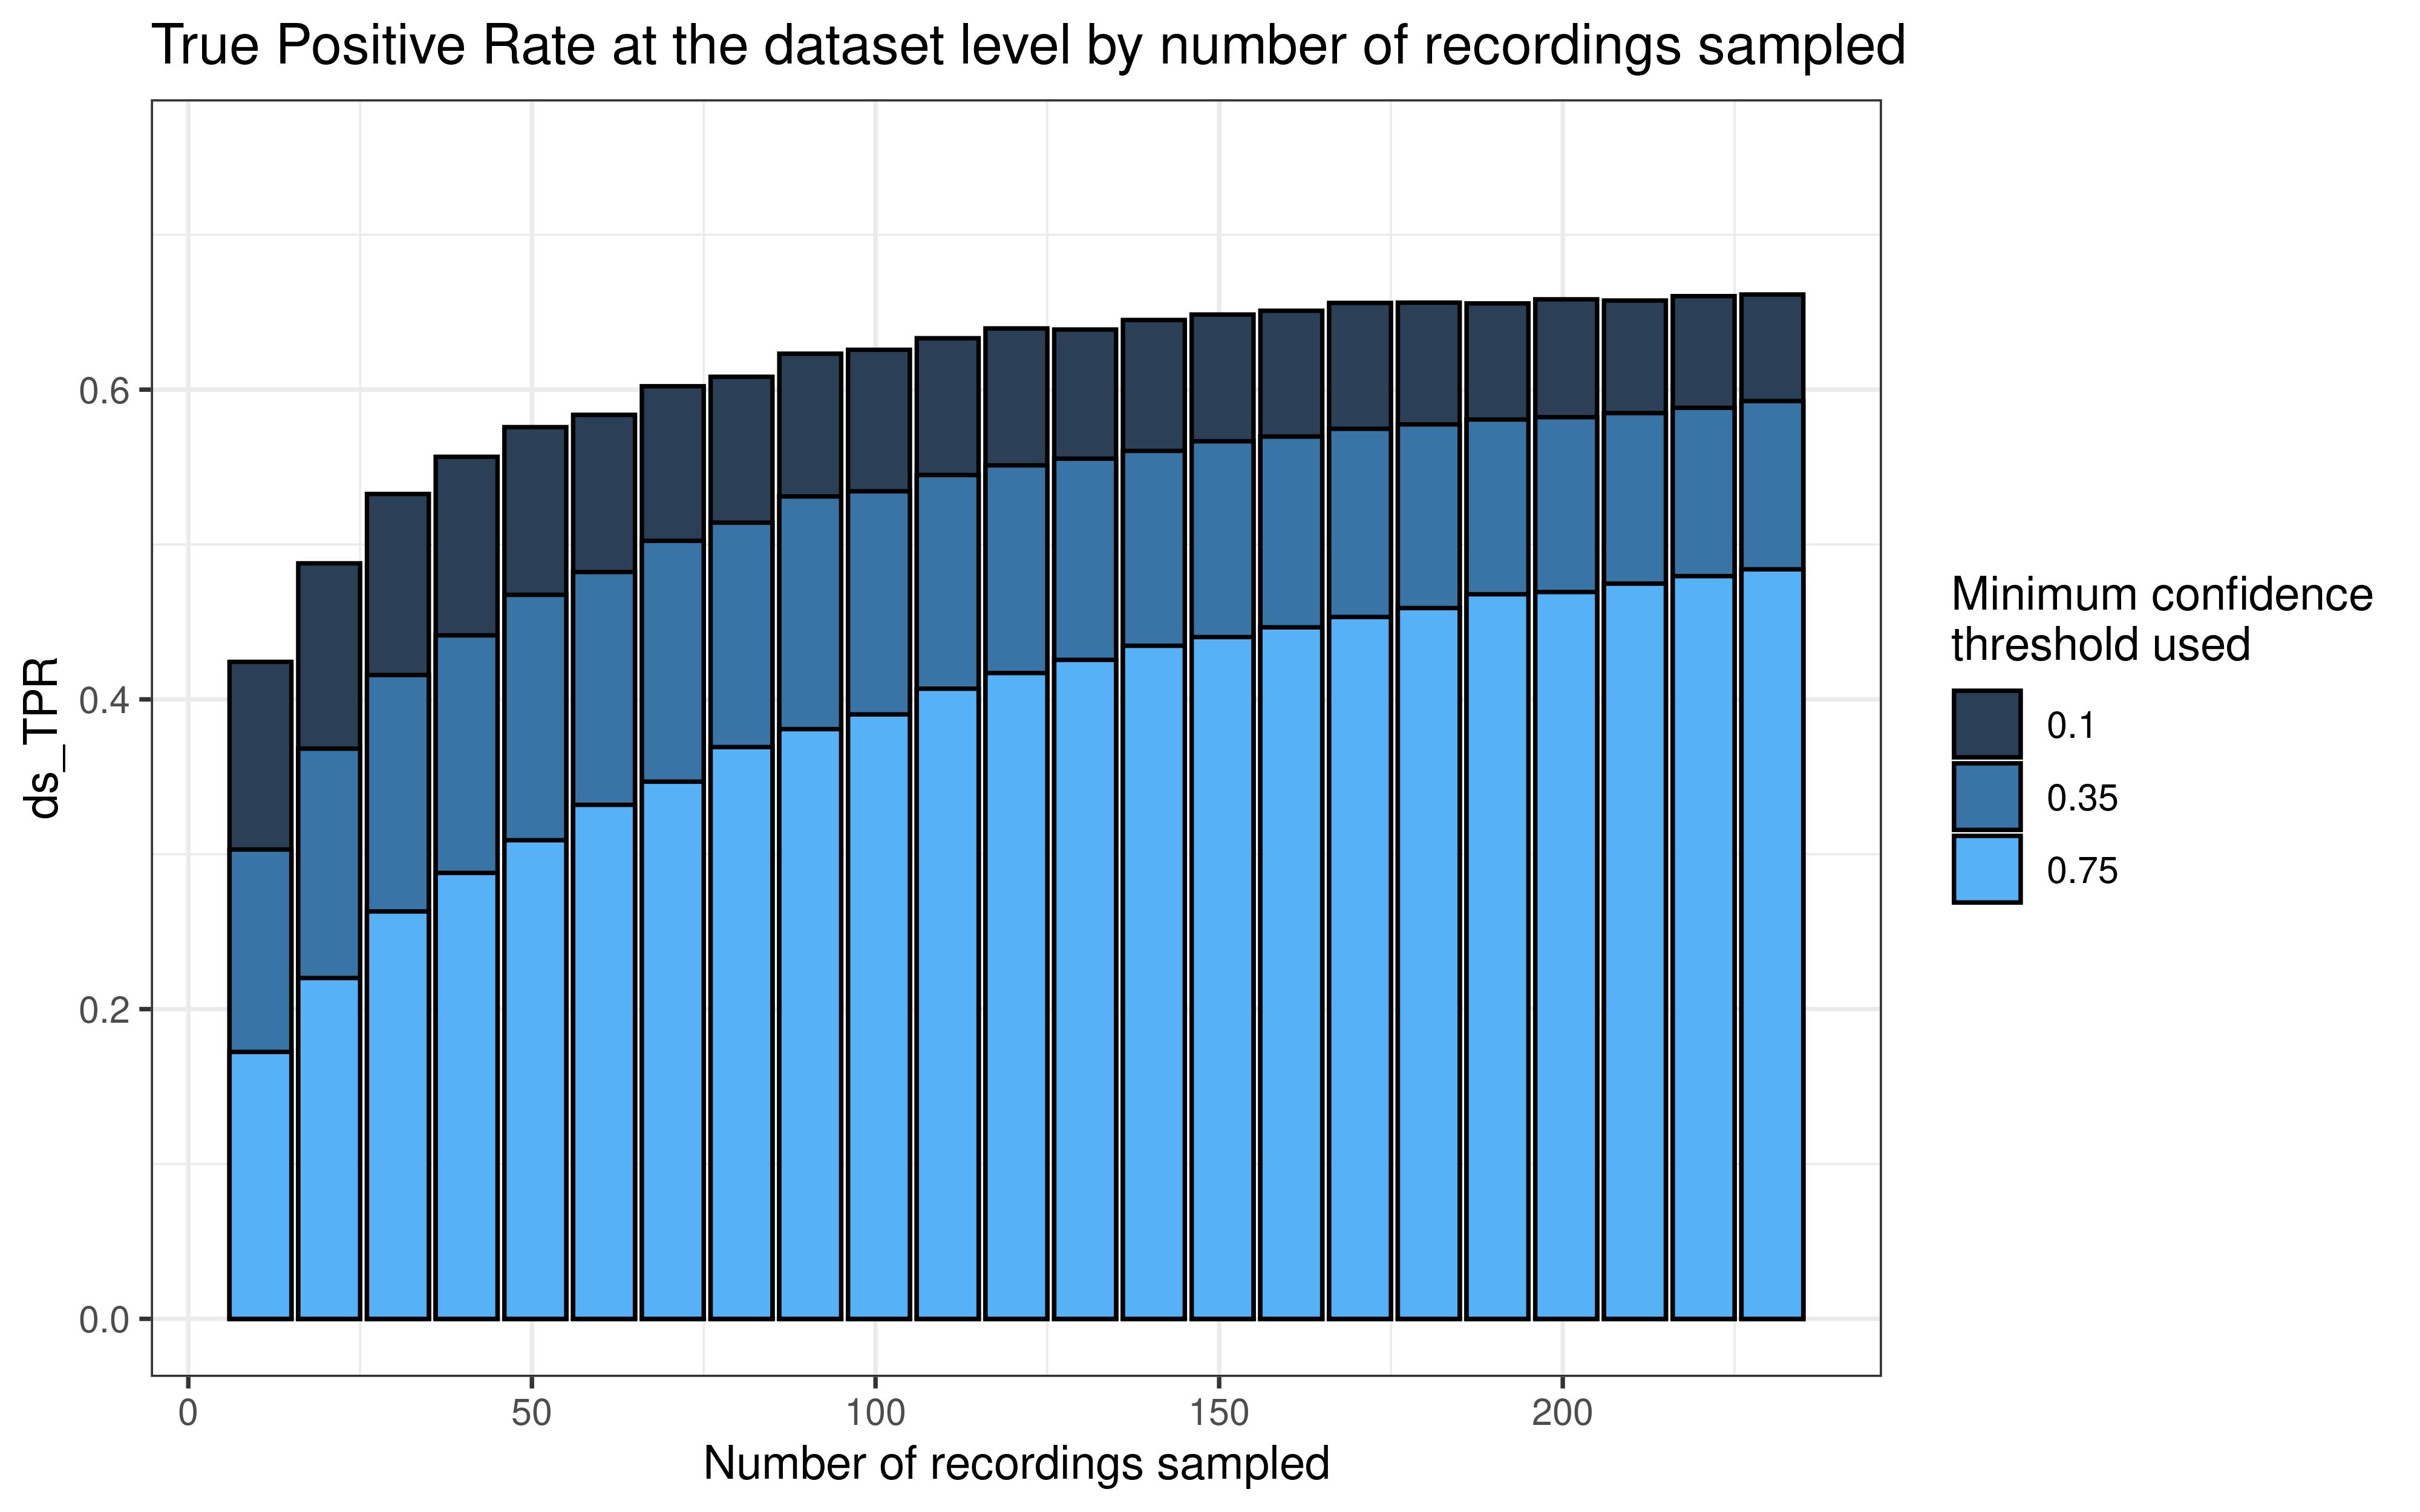 True Positive Rate at the dataset level by number of recordings sampled
ds_TPR
0.6
0.4
0.2
0.0
0
50
100
150
200
Number of recordings sampled
Minimum confidence
threshold used
0.1
0.35
0.75